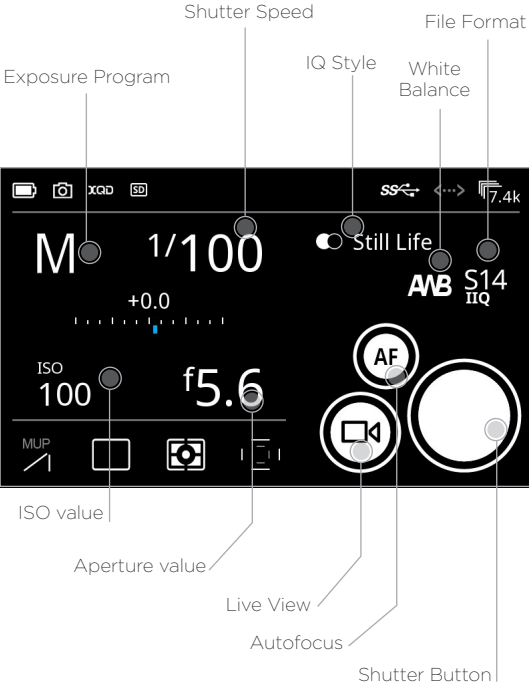 Shutter Speed
File Format
IQ Style
White
Balance
Exposure Program
XQD
SD
SS
7.4k
M
1/100
Still Life
AWB
S14
IIQ
+0.0
AF
ISO
100
f5.6
MUP
ISO value
Aperture value
Live View
Autofocus
Shutter Button